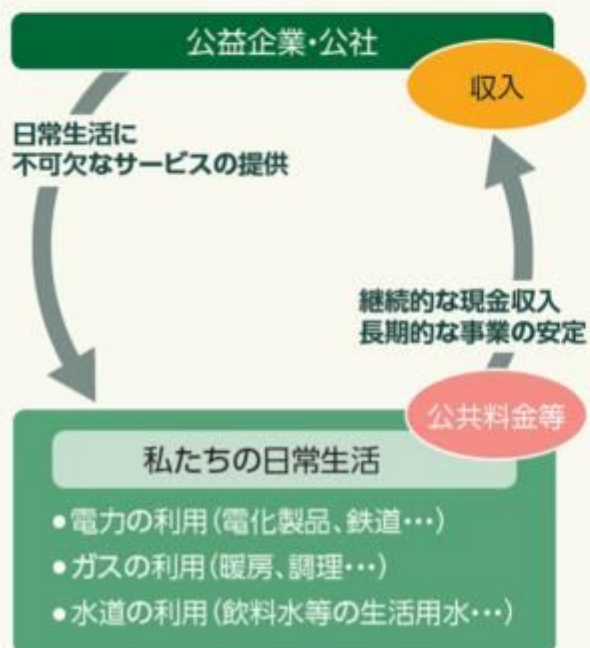 公益企業・公社
収入
日常生活に
不可欠なサービスの提供
継続的な現金収入
長期的な事業の安定
公共料金等
私たちの日常生活
●電力の利用(電化製品、鉄道…)
●ガスの利用(暖房、調理…)
●水道の利用(飲料水等の生活用水…)